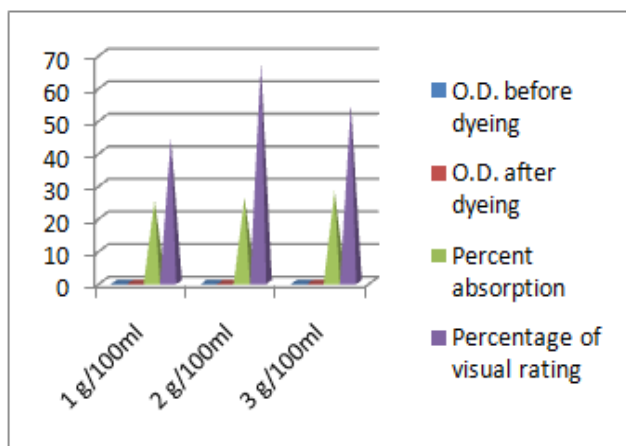 70
60
50
40
30
20
10
0
1 g/100ml
2 g/100ml
3 g/100ml
O.D. before
dyeing
O.D. after
dyeing
Percent
absorption
Percentage of
visual rating